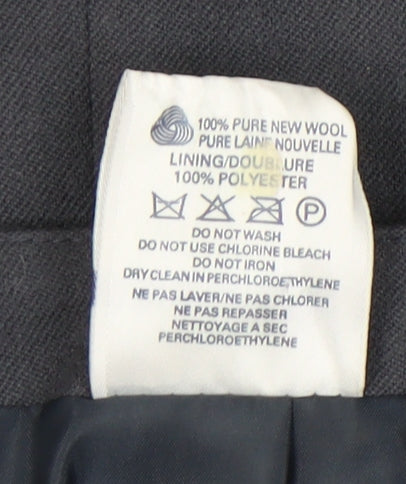 100% PURE NEW WOOL
PURE LAINE NOUVELLE
LINING/DOUBLURE
100% POLYESTER
P
DO NOT WASH
DO NOT USE CHLORINE BLEACH
DO NOT IRON
DRY CLEAN IN PERCHLOROETHYLENE
NE PAS LAVER/NE PAS CHLORER
NE PAS REPASSER
NETTOYAGE A SEC
PERCHLOROETHYLENE